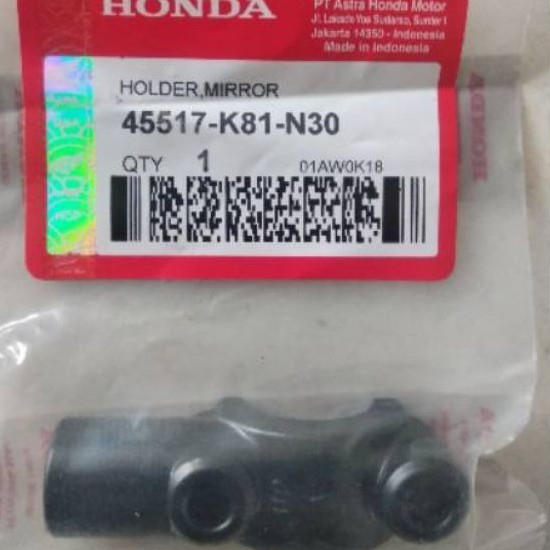 HONDA
PT Astra Honda Motor
Jl. Laksda Yos Sudarso, Sunter I
Jakarta 14350 - Indonesia
Made in Indonesia
HOLDER,MIRROR
45517-K81-N30
QTY 1 01AW0K18
HONDA